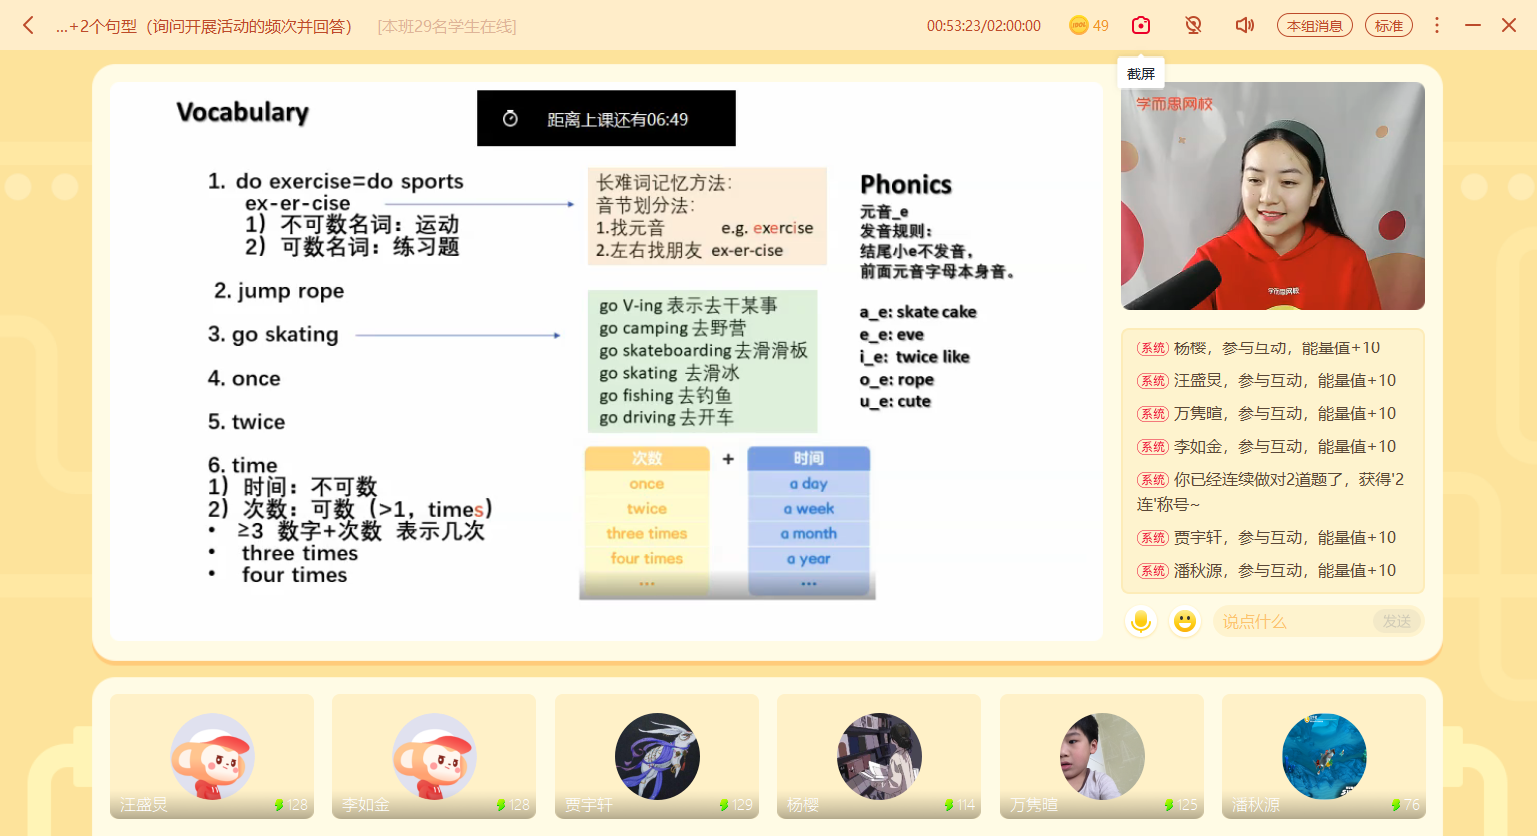 ...+2个句型（询问开展活动的频次并回答）
[本班29名学生在线]
00:53:23/02:00:00
49
本组消息
标准
截屏
Vocabulary
距离上课还有06:49
1. do exercise=do sports
ex-er-cise
1）不可数名词：运动
2）可数名词：练习题
2. jump rope
3. go skating
4. once
5. twice
6. time
1）时间：不可数
2）次数：可数（>1，times）
• ≥3 数字+次数 表示几次
• three times
• four times
长难词记忆方法：
音节划分法：
1.找元音 e.g. exercise
2.左右找朋友 ex-er-cise
go V-ing 表示去干某事
go camping 去野营
go skateboarding 去滑滑板
go skating 去滑冰
go fishing 去钓鱼
go driving 去开车
次数 + 时间
once a day
twice a week
three times a month
four times a year
... ...
Phonics
元音_e
发音规则：
结尾小e不发音，
前面元音字母本身音。
a_e: skate cake
e_e: eve
i_e: twice like
o_e: rope
u_e: cute
学而思网校
学而思网校
系统 杨樱，参与互动，能量值+10
系统 汪盛炅，参与互动，能量值+10
系统 万隽暄，参与互动，能量值+10
系统 李如金，参与互动，能量值+10
系统 你已经连续做对2道题了，获得'2
连'称号~
系统 贾宇轩，参与互动，能量值+10
系统 潘秋源，参与互动，能量值+10
说点什么
发送
汪盛炅 128
李如金 128
贾宇轩 129
杨樱 114
万隽暄 125
潘秋源 76